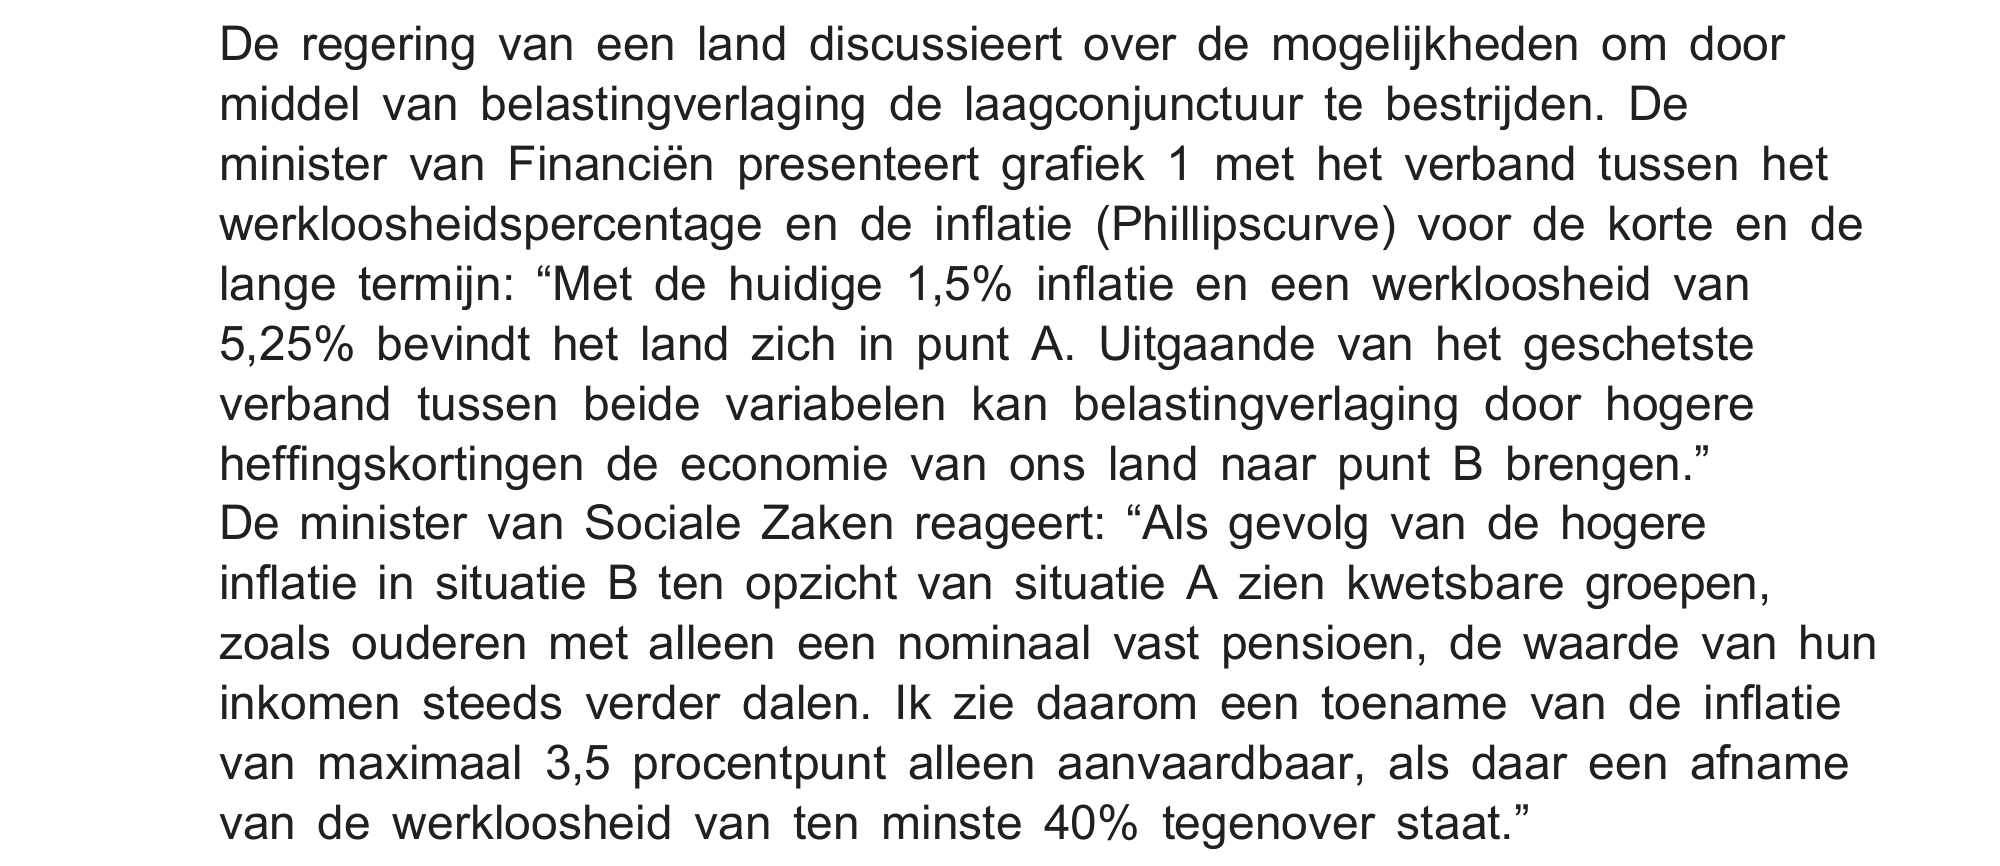 De regering van een land discussieert over de mogelijkheden om door
middel van belastingverlaging de laagconjunctuur te bestrijden. De
minister van Financiën presenteert grafiek 1 met het verband tussen het
werkloosheidspercentage en de inflatie (Phillipscurve) voor de korte en de
lange termijn: “Met de huidige 1,5% inflatie en een werkloosheid van
5,25% bevindt het land zich in punt A. Uitgaande van het geschetste
verband tussen beide variabelen kan belastingverlaging door hogere
heffingskortingen de economie van ons land naar punt B brengen.”
De minister van Sociale Zaken reageert: “Als gevolg van de hogere
inflatie in situatie B ten opzicht van situatie A zien kwetsbare groepen,
zoals ouderen met alleen een nominaal vast pensioen, de waarde van hun
inkomen steeds verder dalen. Ik zie daarom een toename van de inflatie
van maximaal 3,5 procentpunt alleen aanvaardbaar, als daar een afname
van de werkloosheid van ten minste 40% tegenover staat.”